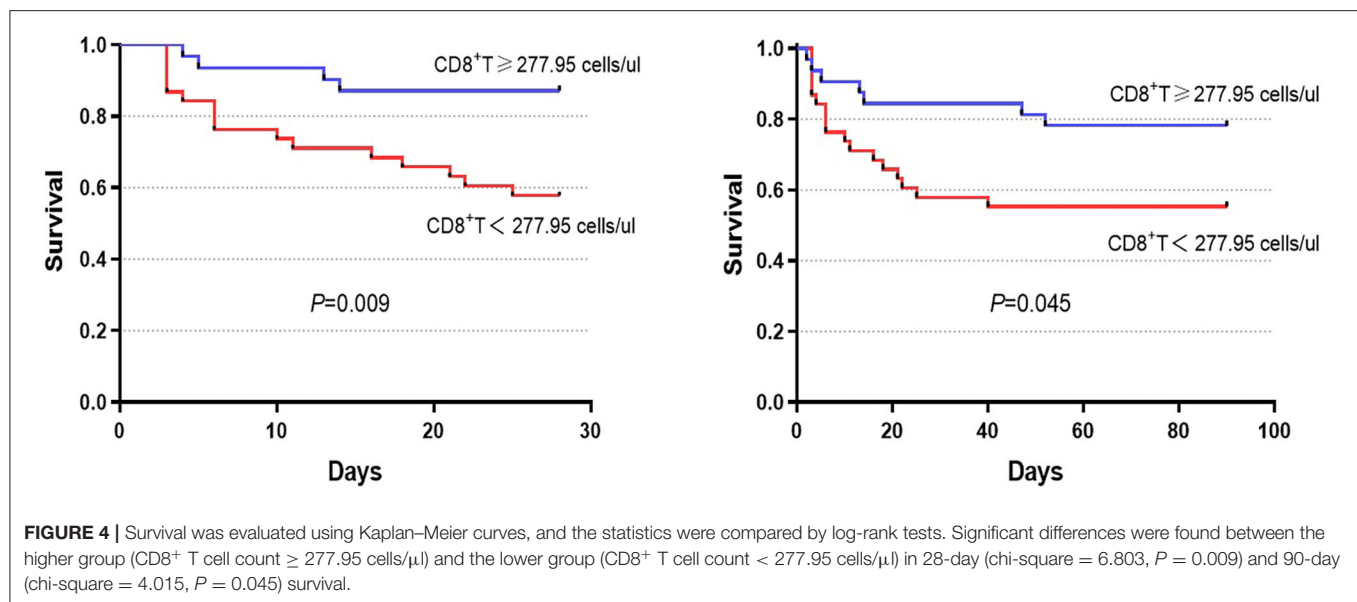 1.0
0.8
0.6
0.4
0.2
0.0
0
10
20
30
Survival
Days
CD8⁺T ≥ 277.95 cells/ul
CD8⁺T < 277.95 cells/ul
P=0.009
1.0
0.8
0.6
0.4
0.2
0.0
0
20
40
60
80
100
Survival
Days
CD8⁺T ≥ 277.95 cells/ul
CD8⁺T < 277.95 cells/ul
P=0.045
FIGURE 4 | Survival was evaluated using Kaplan–Meier curves, and the statistics were compared by log-rank tests. Significant differences were found between the
higher group (CD8⁺ T cell count ≥ 277.95 cells/μl) and the lower group (CD8⁺ T cell count < 277.95 cells/μl) in 28-day (chi-square = 6.803, P = 0.009) and 90-day
(chi-square = 4.015, P = 0.045) survival.